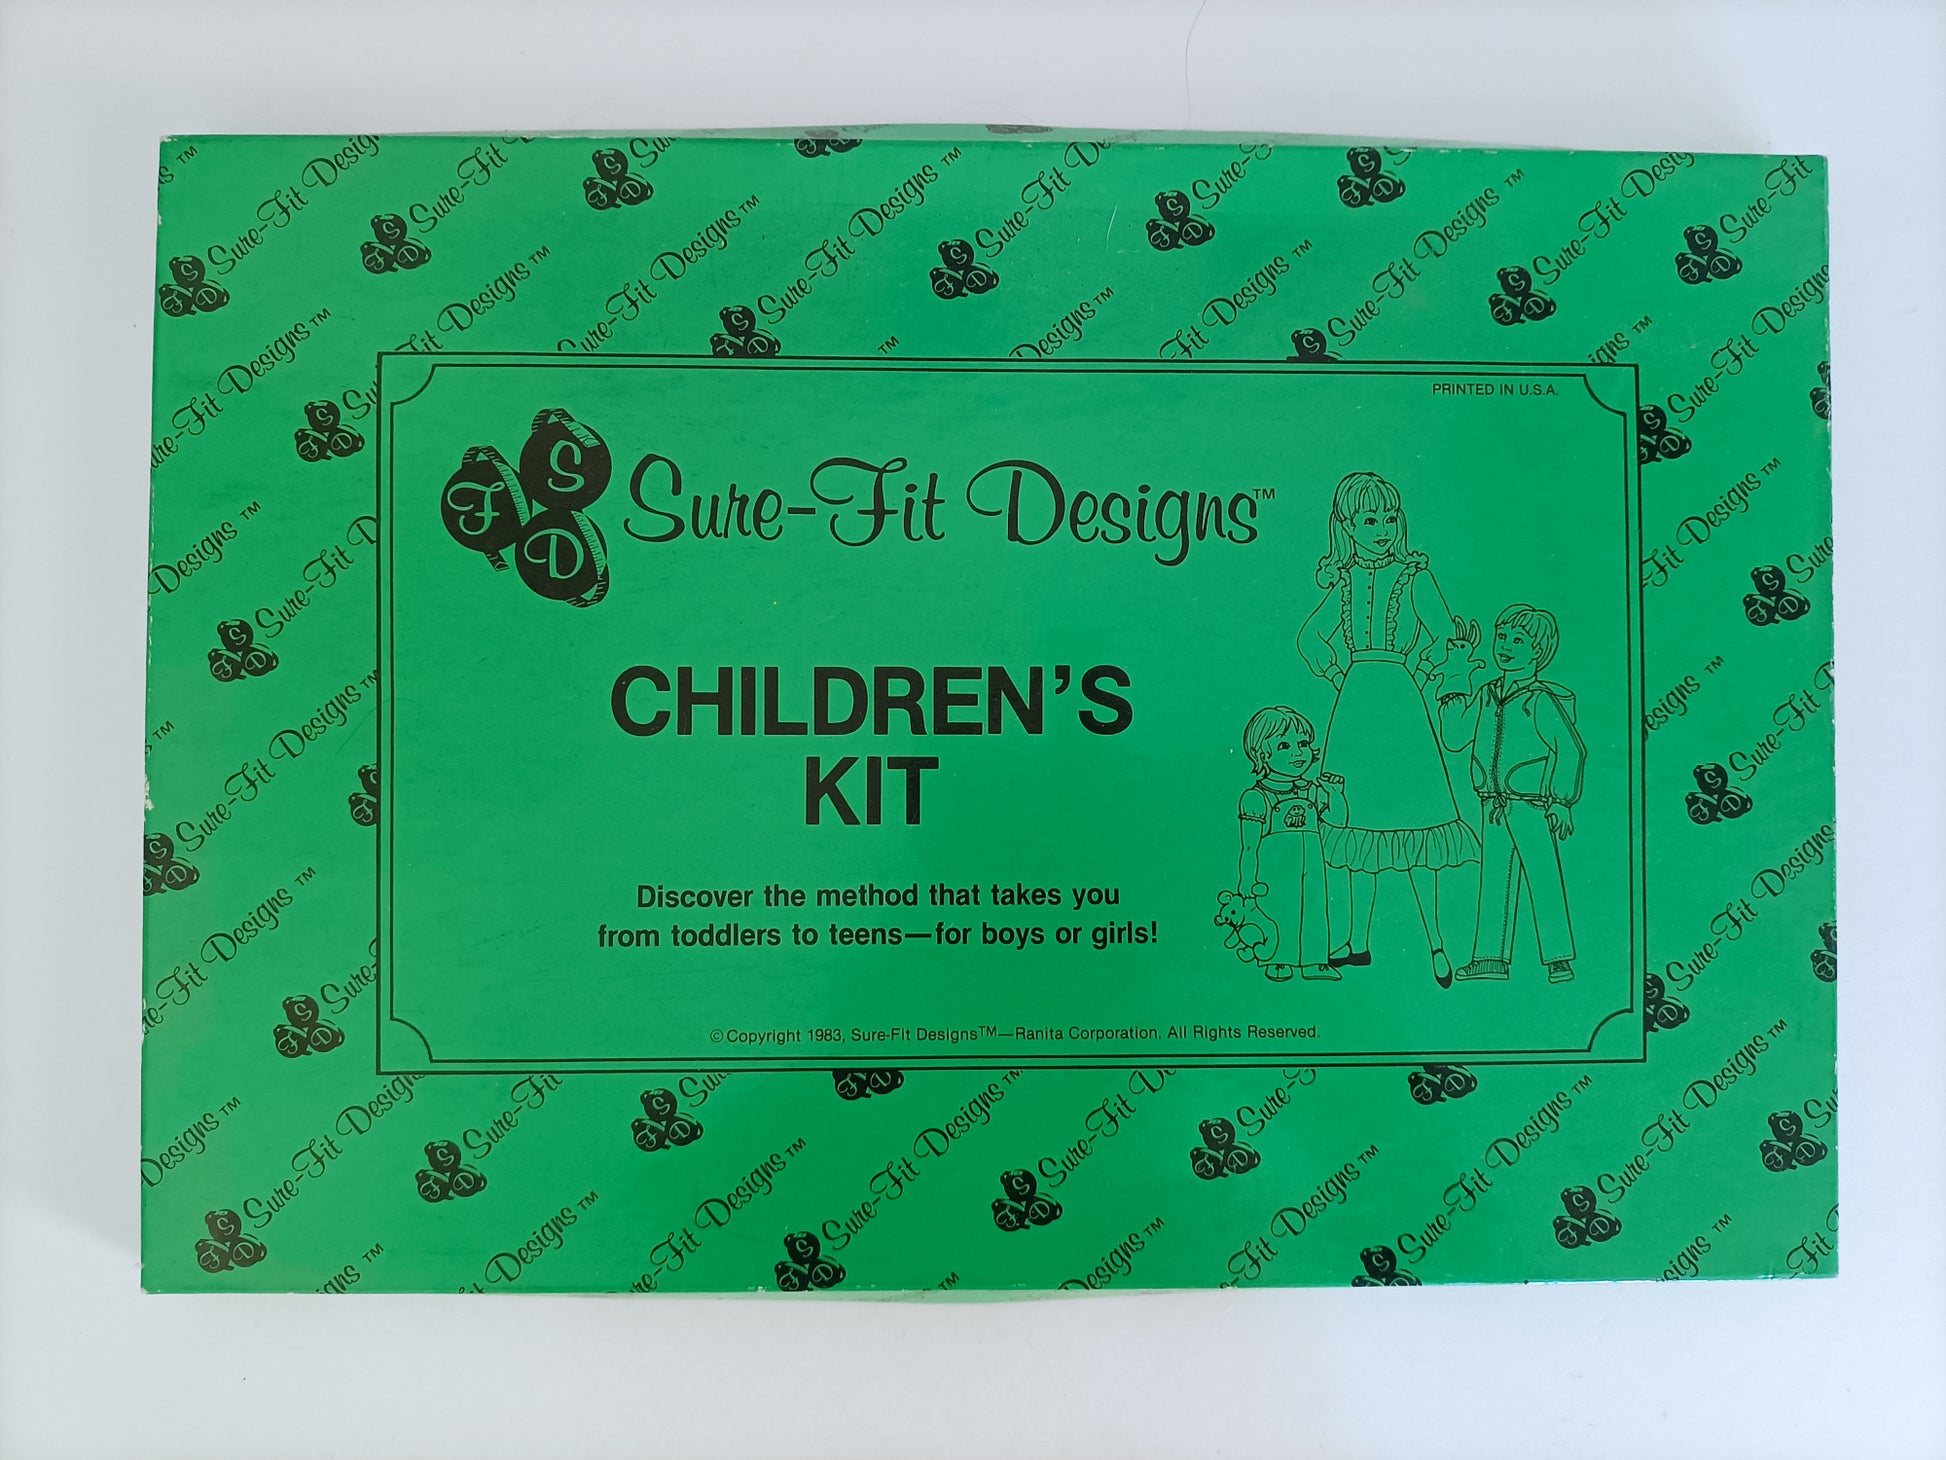 PRINTED IN U.S.A.
S
F
D
Sure-Fit Designs™
CHILDREN'S
KIT
Discover the method that takes you
from toddlers to teens—for boys or girls!
©Copyright 1983, Sure-Fit Designs™—Ranita Corporation. All Rights Reserved.